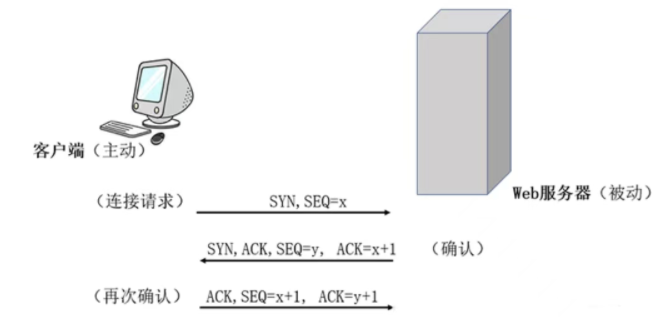 客户端（主动）
Web服务器（被动）
（连接请求） SYN,SEQ=x
SYN,ACK,SEQ=y, ACK=x+1 （确认）
（再次确认） ACK,SEQ=x+1, ACK=y+1